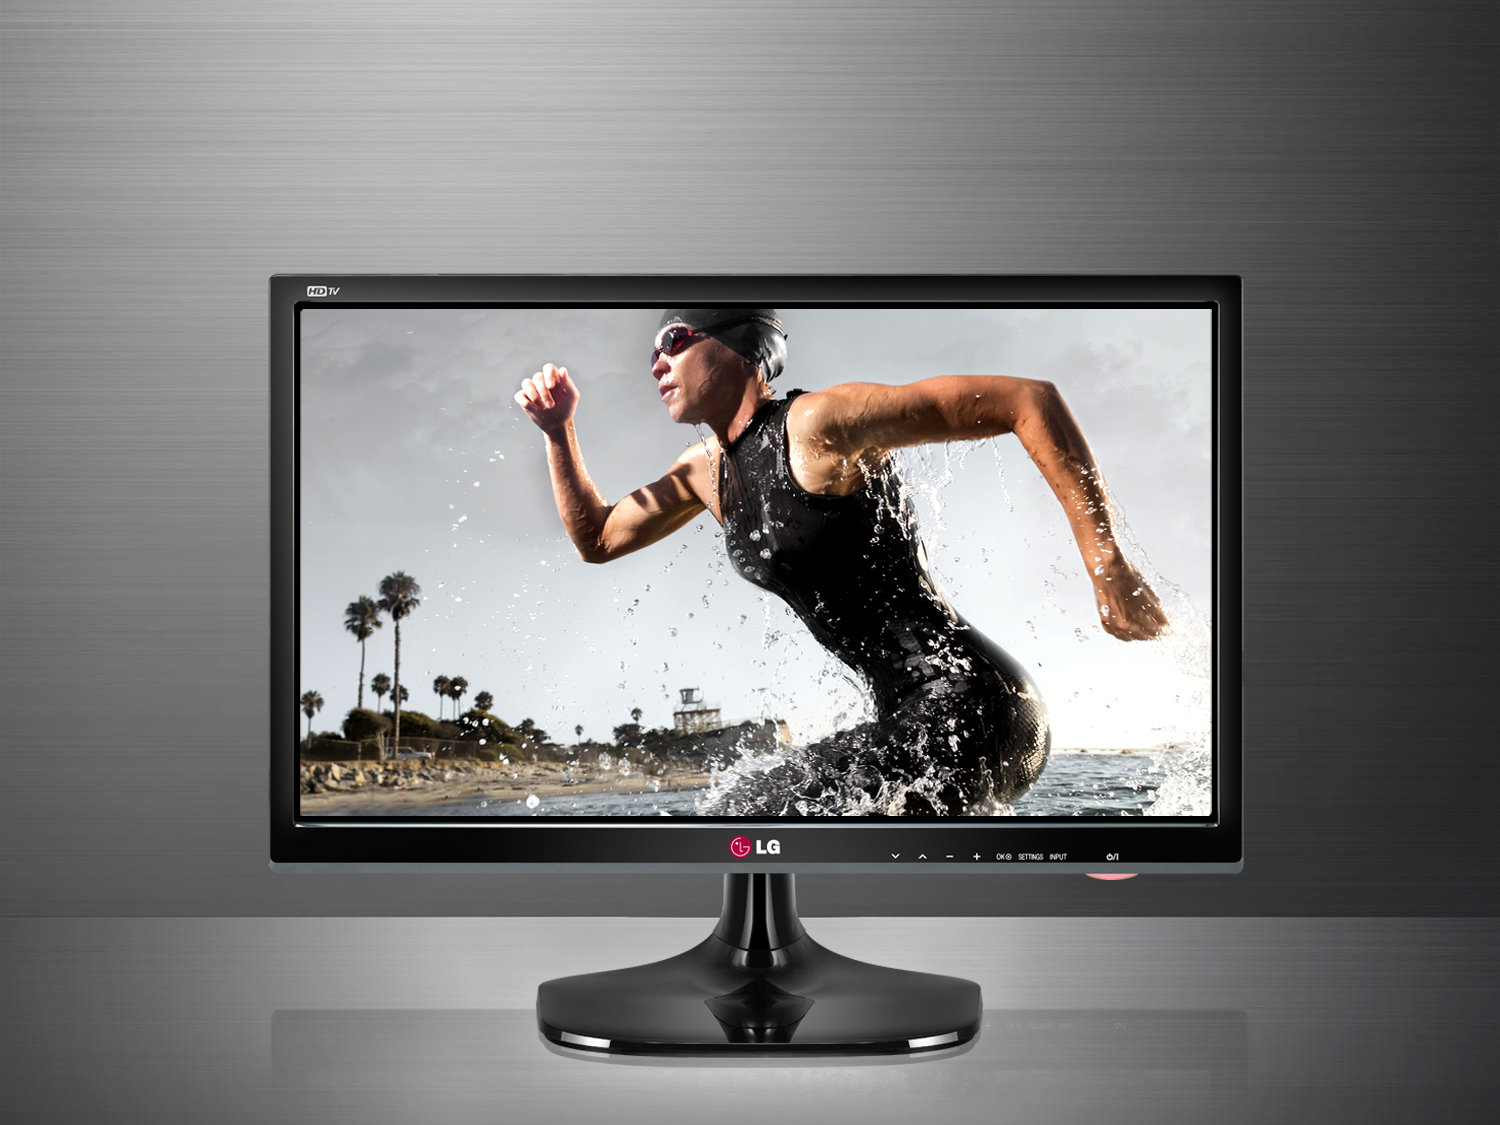 HD TV
LG
− + OK SETTINGS INPUT